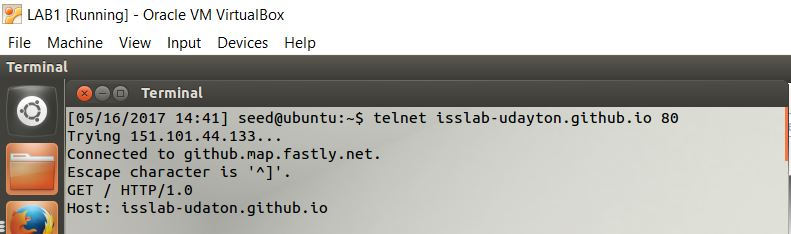 LAB1 [Running] - Oracle VM VirtualBox
File Machine View Input Devices Help
Terminal
Terminal
[05/16/2017 14:41] seed@ubuntu:~$ telnet isslab-udayton.github.io 80
Trying 151.101.44.133...
Connected to github.map.fastly.net.
Escape character is '^]'.
GET / HTTP/1.0
Host: isslab-udaton.github.io